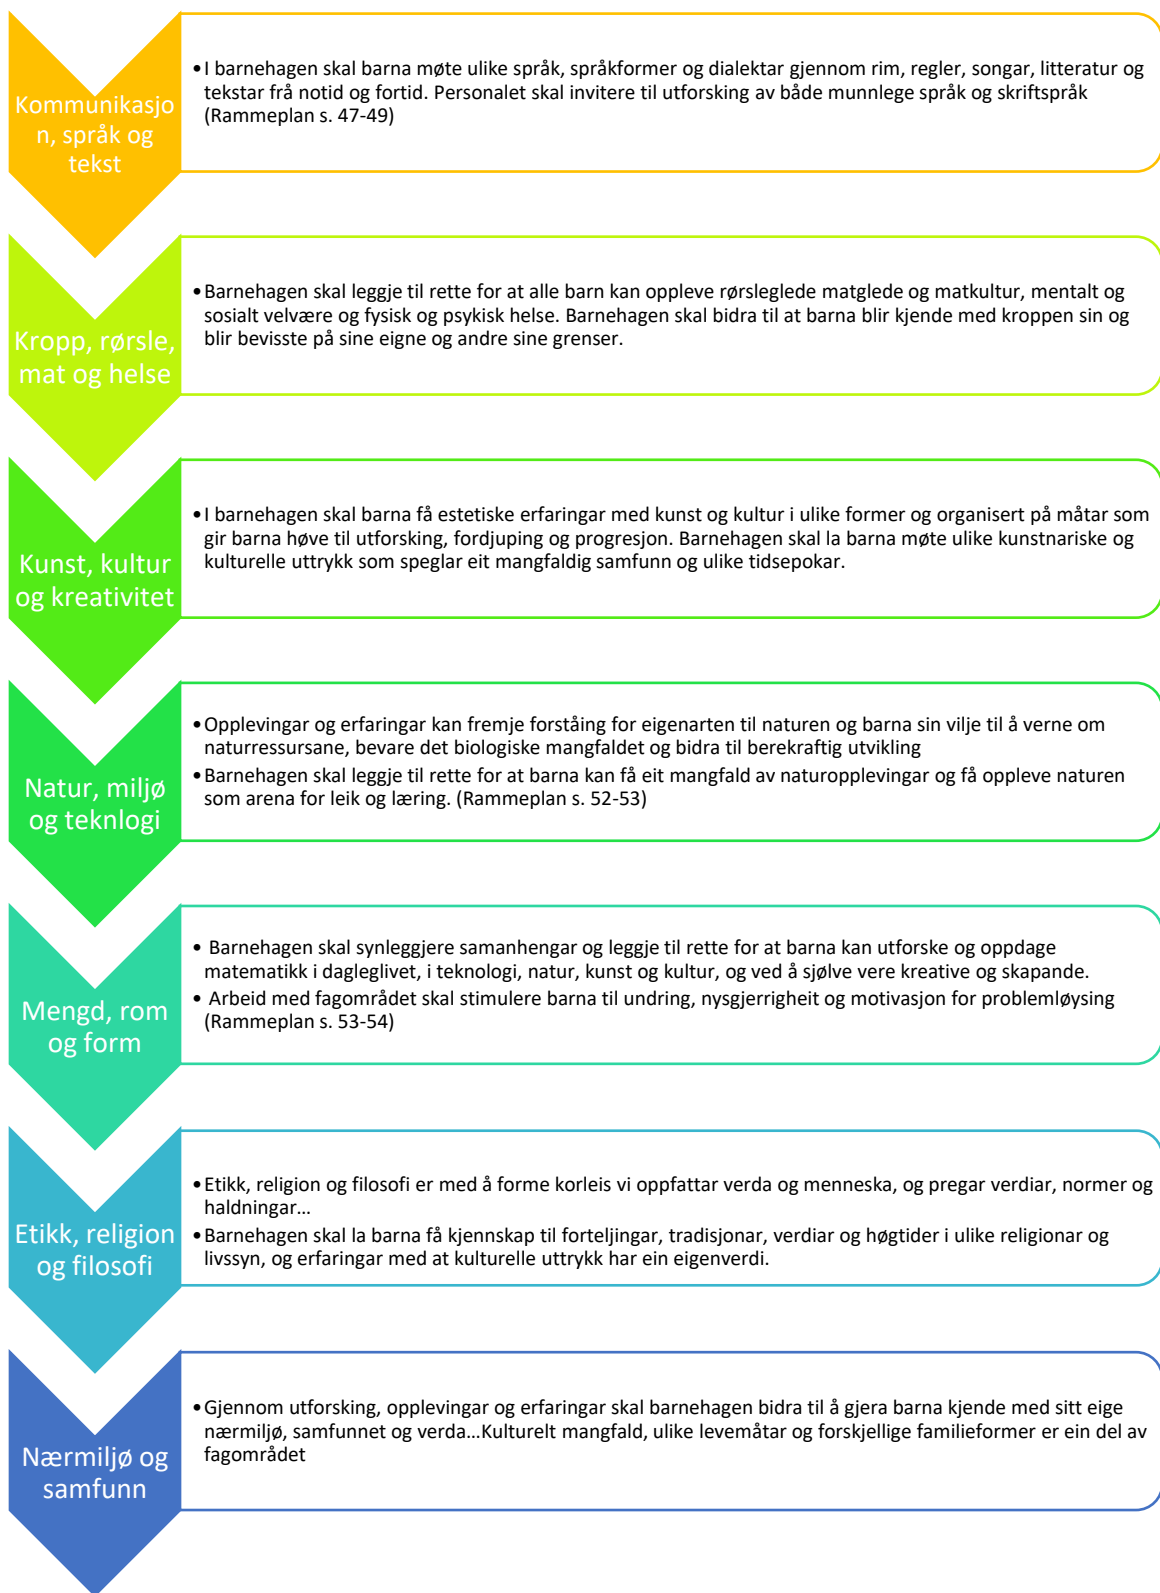 Kommunikasjo
n, språk og
tekst
•I barnehagen skal barna møte ulike språk, språkformer og dialektar gjennom rim, regler, songar, litteratur og
tekstar frå notid og fortid. Personalet skal invitere til utforsking av både munnlege språk og skriftspråk
(Rammeplan s. 47-49)
Kropp, rørsle,
mat og helse
•Barnehagen skal leggje til rette for at alle barn kan oppleve rørsleglede matglede og matkultur, mentalt og
sosialt velvære og fysisk og psykisk helse. Barnehagen skal bidra til at barna blir kjende med kroppen sin og
blir bevisste på sine eigne og andre sine grenser.
Kunst, kultur
og kreativitet
•I barnehagen skal barna få estetiske erfaringar med kunst og kultur i ulike former og organisert på måtar som
gir barna høve til utforsking, fordjuping og progresjon. Barnehagen skal la barna møte ulike kunstnariske og
kulturelle uttrykk som speglar eit mangfaldig samfunn og ulike tidsepokar.
Natur, miljø
og teknlogi
•Opplevingar og erfaringar kan fremje forståing for eigenarten til naturen og barna sin vilje til å verne om
naturressursane, bevare det biologiske mangfaldet og bidra til berekraftig utvikling
•Barnehagen skal leggje til rette for at barna kan få eit mangfald av naturopplevingar og få oppleve naturen
som arena for leik og læring. (Rammeplan s. 52-53)
Mengd, rom
og form
• Barnehagen skal synleggjere samanhengar og leggje til rette for at barna kan utforske og oppdage
matematikk i dagleglivet, i teknologi, natur, kunst og kultur, og ved å sjølve vere kreative og skapande.
• Arbeid med fagområdet skal stimulere barna til undring, nysgjerrigheit og motivasjon for problemløysing
(Rammeplan s. 53-54)
Etikk, religion
og filosofi
•Etikk, religion og filosofi er med å forme korleis vi oppfattar verda og menneska, og pregar verdiar, normer og
haldningar…
•Barnehagen skal la barna få kjennskap til forteljingar, tradisjonar, verdiar og høgtider i ulike religionar og
livssyn, og erfaringar med at kulturelle uttrykk har ein eigenverdi.
Nærmiljø og
samfunn
•Gjennom utforsking, opplevingar og erfaringar skal barnehagen bidra til å gjera barna kjende med sitt eige
nærmiljø, samfunnet og verda…Kulturelt mangfald, ulike levemåtar og forskjellige familieformer er ein del av
fagområdet